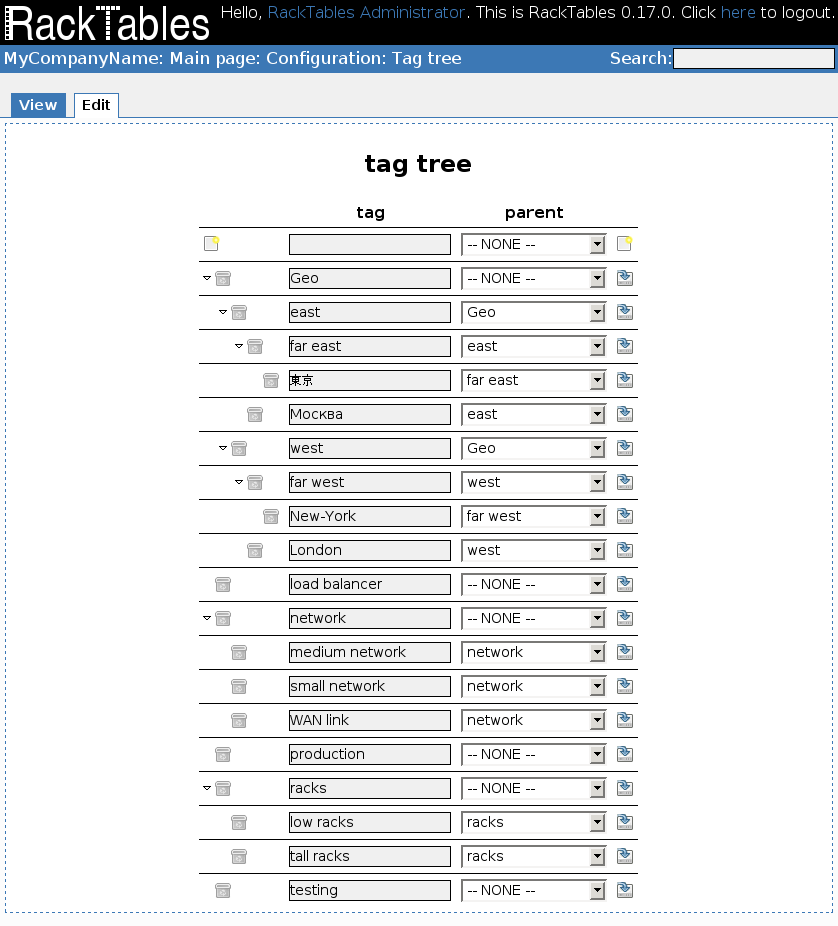 RackTables
Hello, RackTables Administrator. This is RackTables 0.17.0. Click here to logout.
MyCompanyName: Main page: Configuration: Tag tree Search:
View Edit
tag tree
tag parent
-- NONE --
Geo -- NONE --
east Geo
far east east
東京 far east
Москва east
west Geo
far west west
New-York far west
London west
load balancer -- NONE --
network -- NONE --
medium network network
small network network
WAN link network
production -- NONE --
racks -- NONE --
low racks racks
tall racks racks
testing -- NONE --